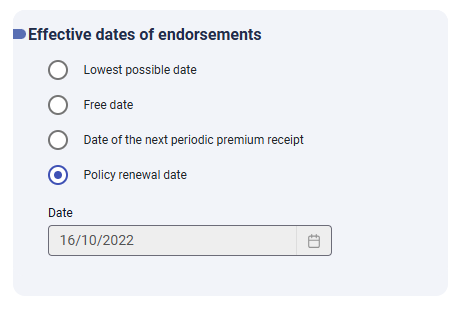 Effective dates of endorsements
Lowest possible date
Free date
Date of the next periodic premium receipt
Policy renewal date
Date
16/10/2022